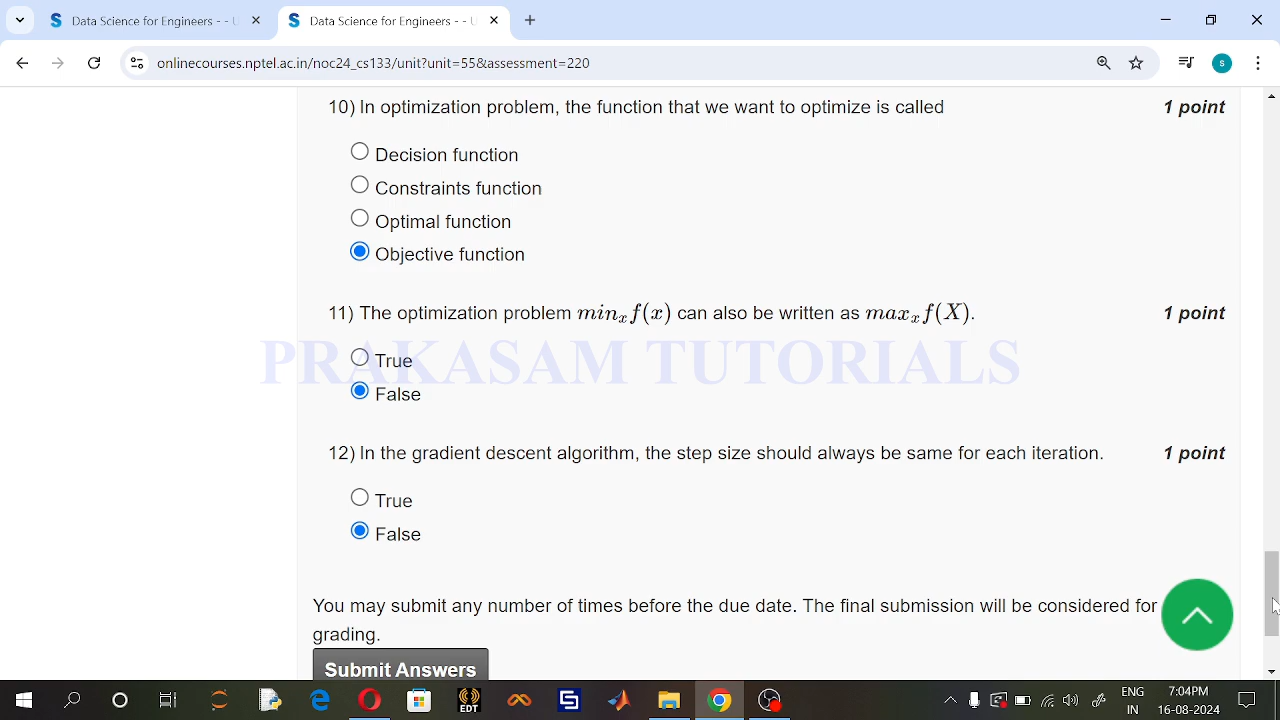 Data Science for Engineers - - U
Data Science for Engineers - - U
onlinecourses.nptel.ac.in/noc24_cs133/unit?unit=55&assessment=220
s
10) In optimization problem, the function that we want to optimize is called 1 point
Decision function
Constraints function
Optimal function
Objective function
11) The optimization problem min_x f(x) can also be written as max_x f(X). 1 point
PRAKASAM TUTORIALS
True
False
12) In the gradient descent algorithm, the step size should always be same for each iteration. 1 point
True
False
You may submit any number of times before the due date. The final submission will be considered for
grading.
Submit Answers
EDT
ENG
IN
7:04PM
16-08-2024